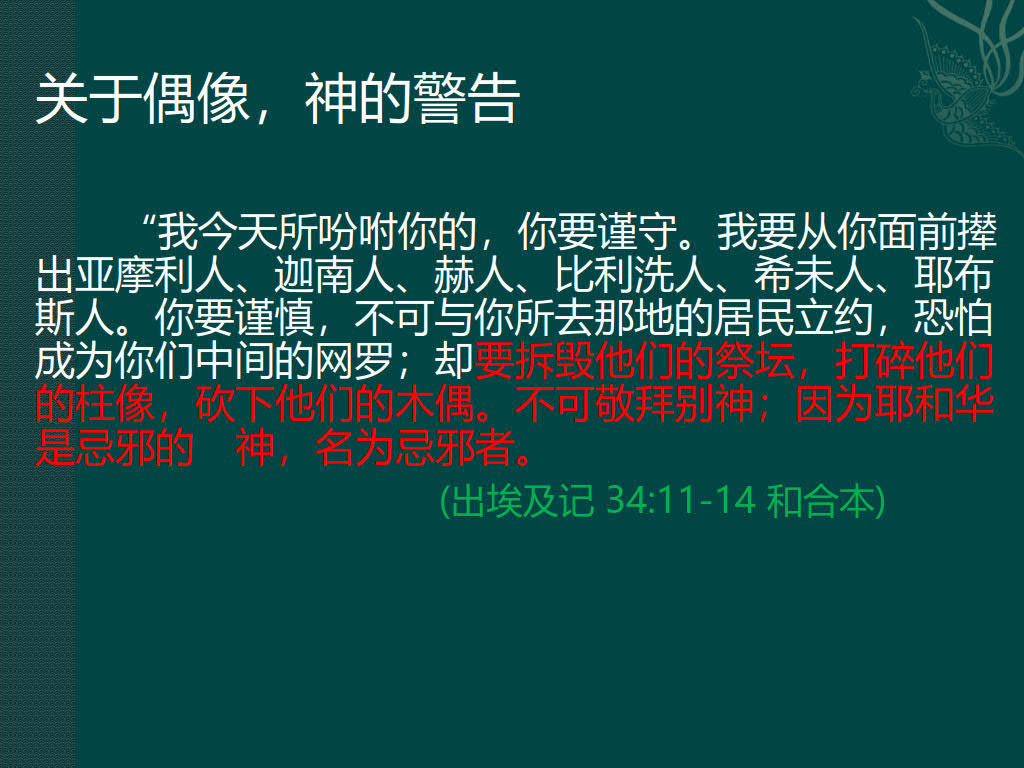 关于偶像，神的警告
“我今天所吩咐你的，你要谨守。我要从你面前撵
出亚摩利人、迦南人、赫人、比利洗人、希未人、耶布
斯人。你要谨慎，不可与你所去那地的居民立约，恐怕
成为你们中间的网罗；却要拆毁他们的祭坛，打碎他们
的柱像，砍下他们的木偶。不可敬拜别神；因为耶和华
是忌邪的　神，名为忌邪者。
(出埃及记 34:11-14 和合本)